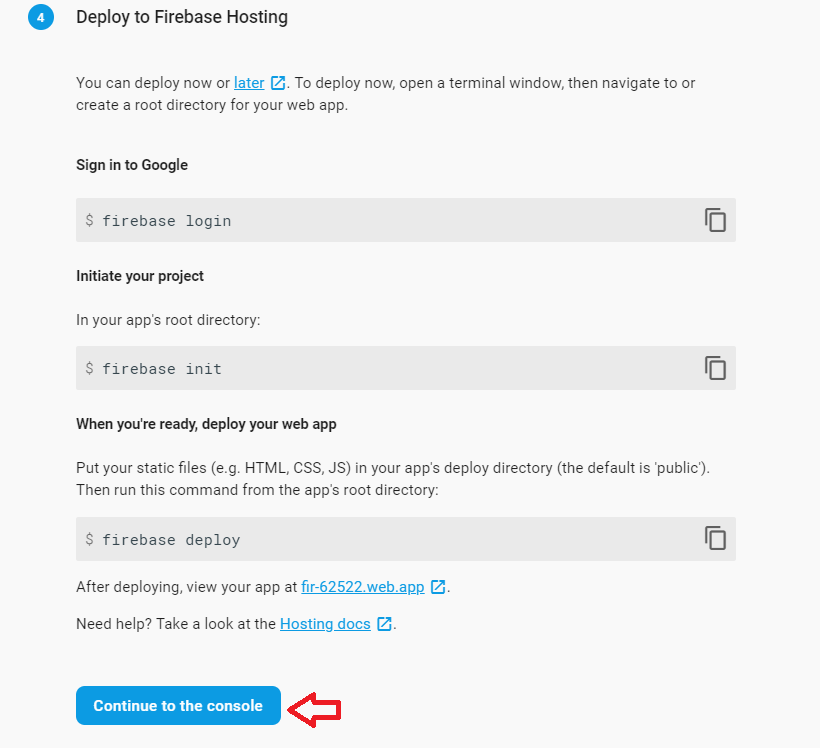 4 Deploy to Firebase Hosting
You can deploy now or later. To deploy now, open a terminal window, then navigate to or
create a root directory for your web app.
Sign in to Google
$ firebase login
Initiate your project
In your app's root directory:
$ firebase init
When you're ready, deploy your web app
Put your static files (e.g. HTML, CSS, JS) in your app's deploy directory (the default is 'public').
Then run this command from the app's root directory:
$ firebase deploy
After deploying, view your app at fir-62522.web.app.
Need help? Take a look at the Hosting docs.
Continue to the console